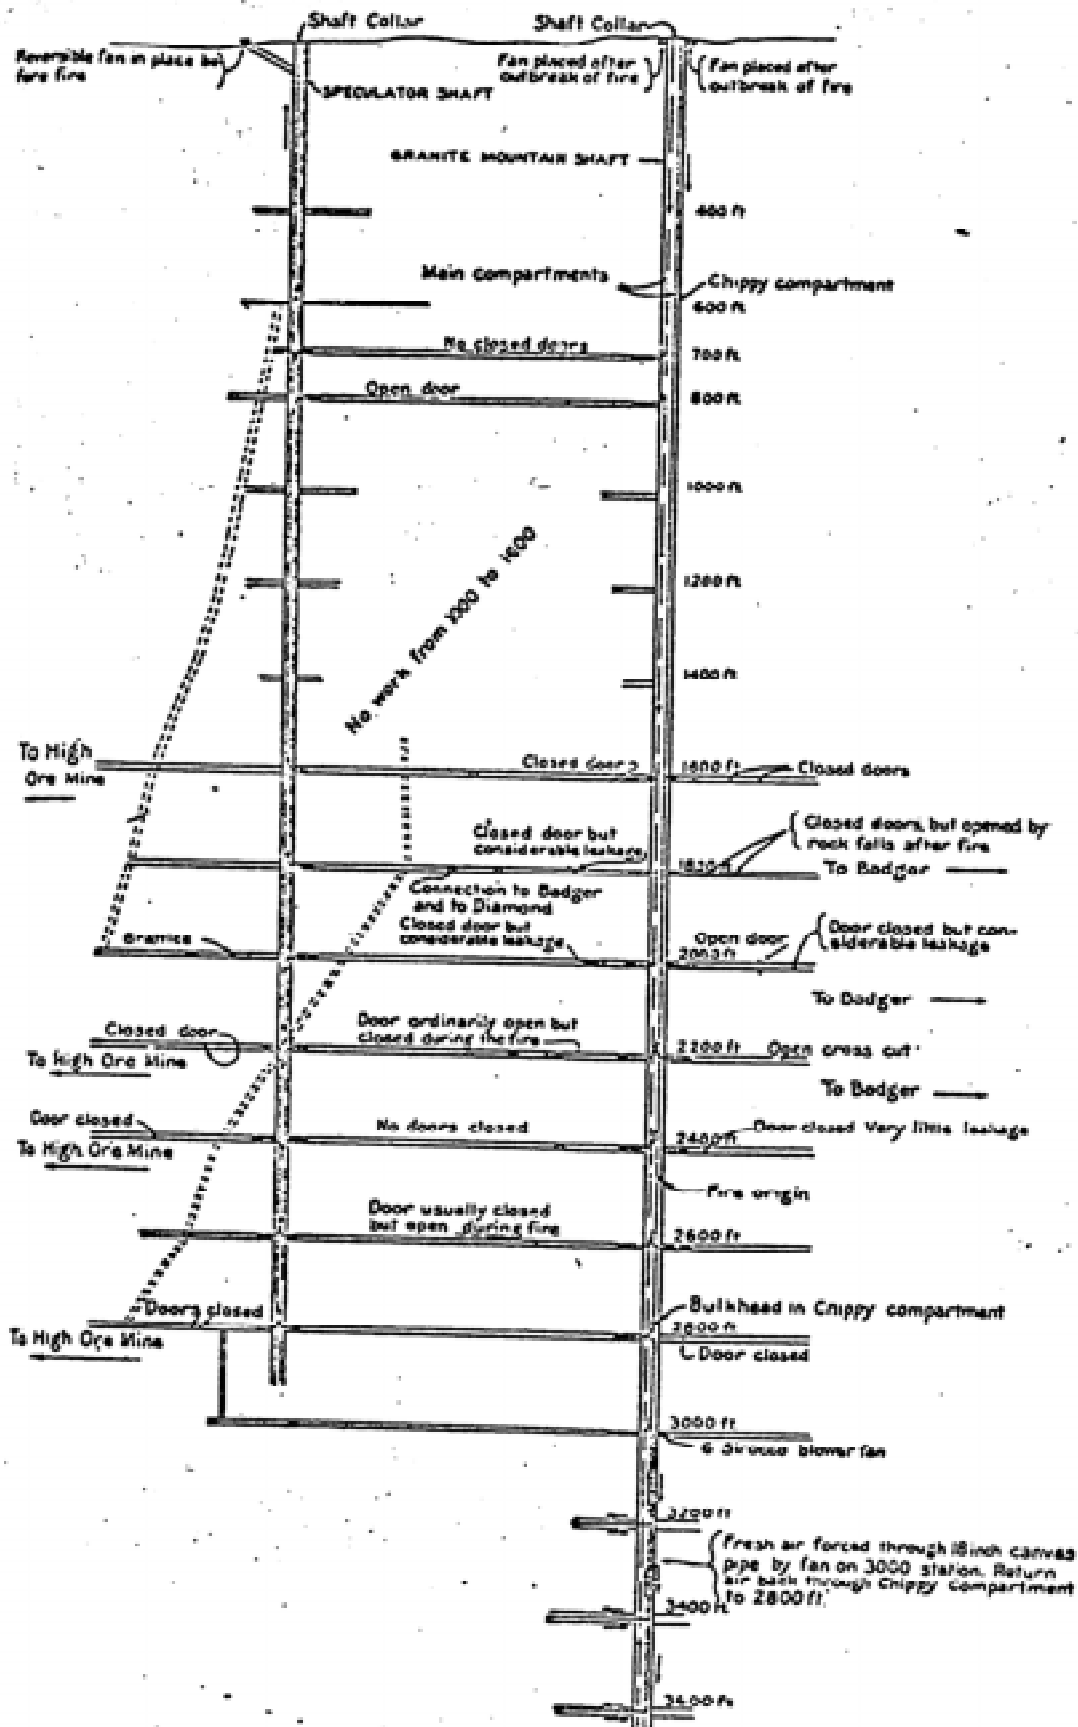 Shaft Collar
Shaft Collar
Reversible fan in place be-
fore fire
Fan placed after
outbreak of fire
Fan placed after
outbreak of fire
SPECULATOR SHAFT
GRANITE MOUNTAIN SHAFT
400 ft
Main compartments
Chippy compartment
600 ft
No closed doors
700 ft
Open door
800 ft
1000 ft
No work from 1000 to 1600
1200 ft
1400 ft
To High
Ore Mine
Closed door
1600 ft
Closed doors
Closed door but
considerable leakage
Closed doors, but opened by
rock falls after fire
1800 ft
To Badger
Connection to Badger
and to Diamond
Closed door but
considerable leakage
Brattice
Open door
2000 ft
Door closed but con-
siderable leakage
To Badger
Closed door
Door ordinarily open but
closed during the fire
To High Ore Mine
2200 ft Open cross cut
To Badger
Door closed
No doors closed
Door closed Very little leakage
2400 ft
To High Ore Mine
Fire origin
Door usually closed
but open during fire
2600 ft
Doors closed
Bulkhead in Chippy compartment
To High Ore Mine
2800 ft
Door closed
3000 ft
blower fan
3200 ft
Fresh air forced through 18 inch canvas
pipe by fan on 3000 station. Return
air back through Chippy compartment
to 2800 ft.
3400 ft
3600 ft